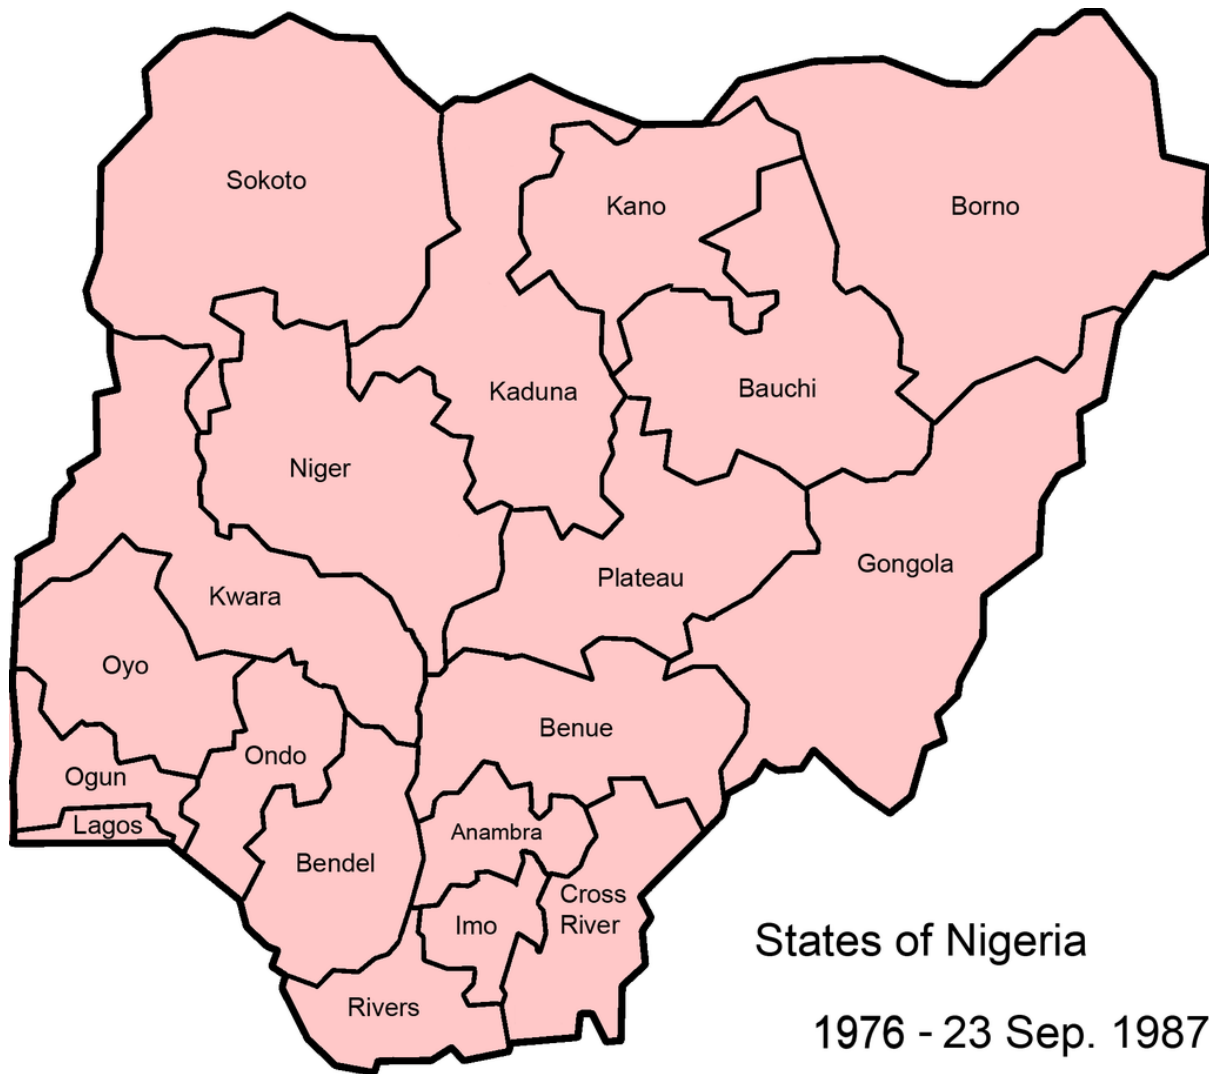 Sokoto
Kano
Borno
Kaduna
Bauchi
Niger
Gongola
Plateau
Kwara
Oyo
Benue
Ondo
Ogun
Lagos
Anambra
Bendel
Cross
River
Imo
Rivers
States of Nigeria
1976 - 23 Sep. 1987